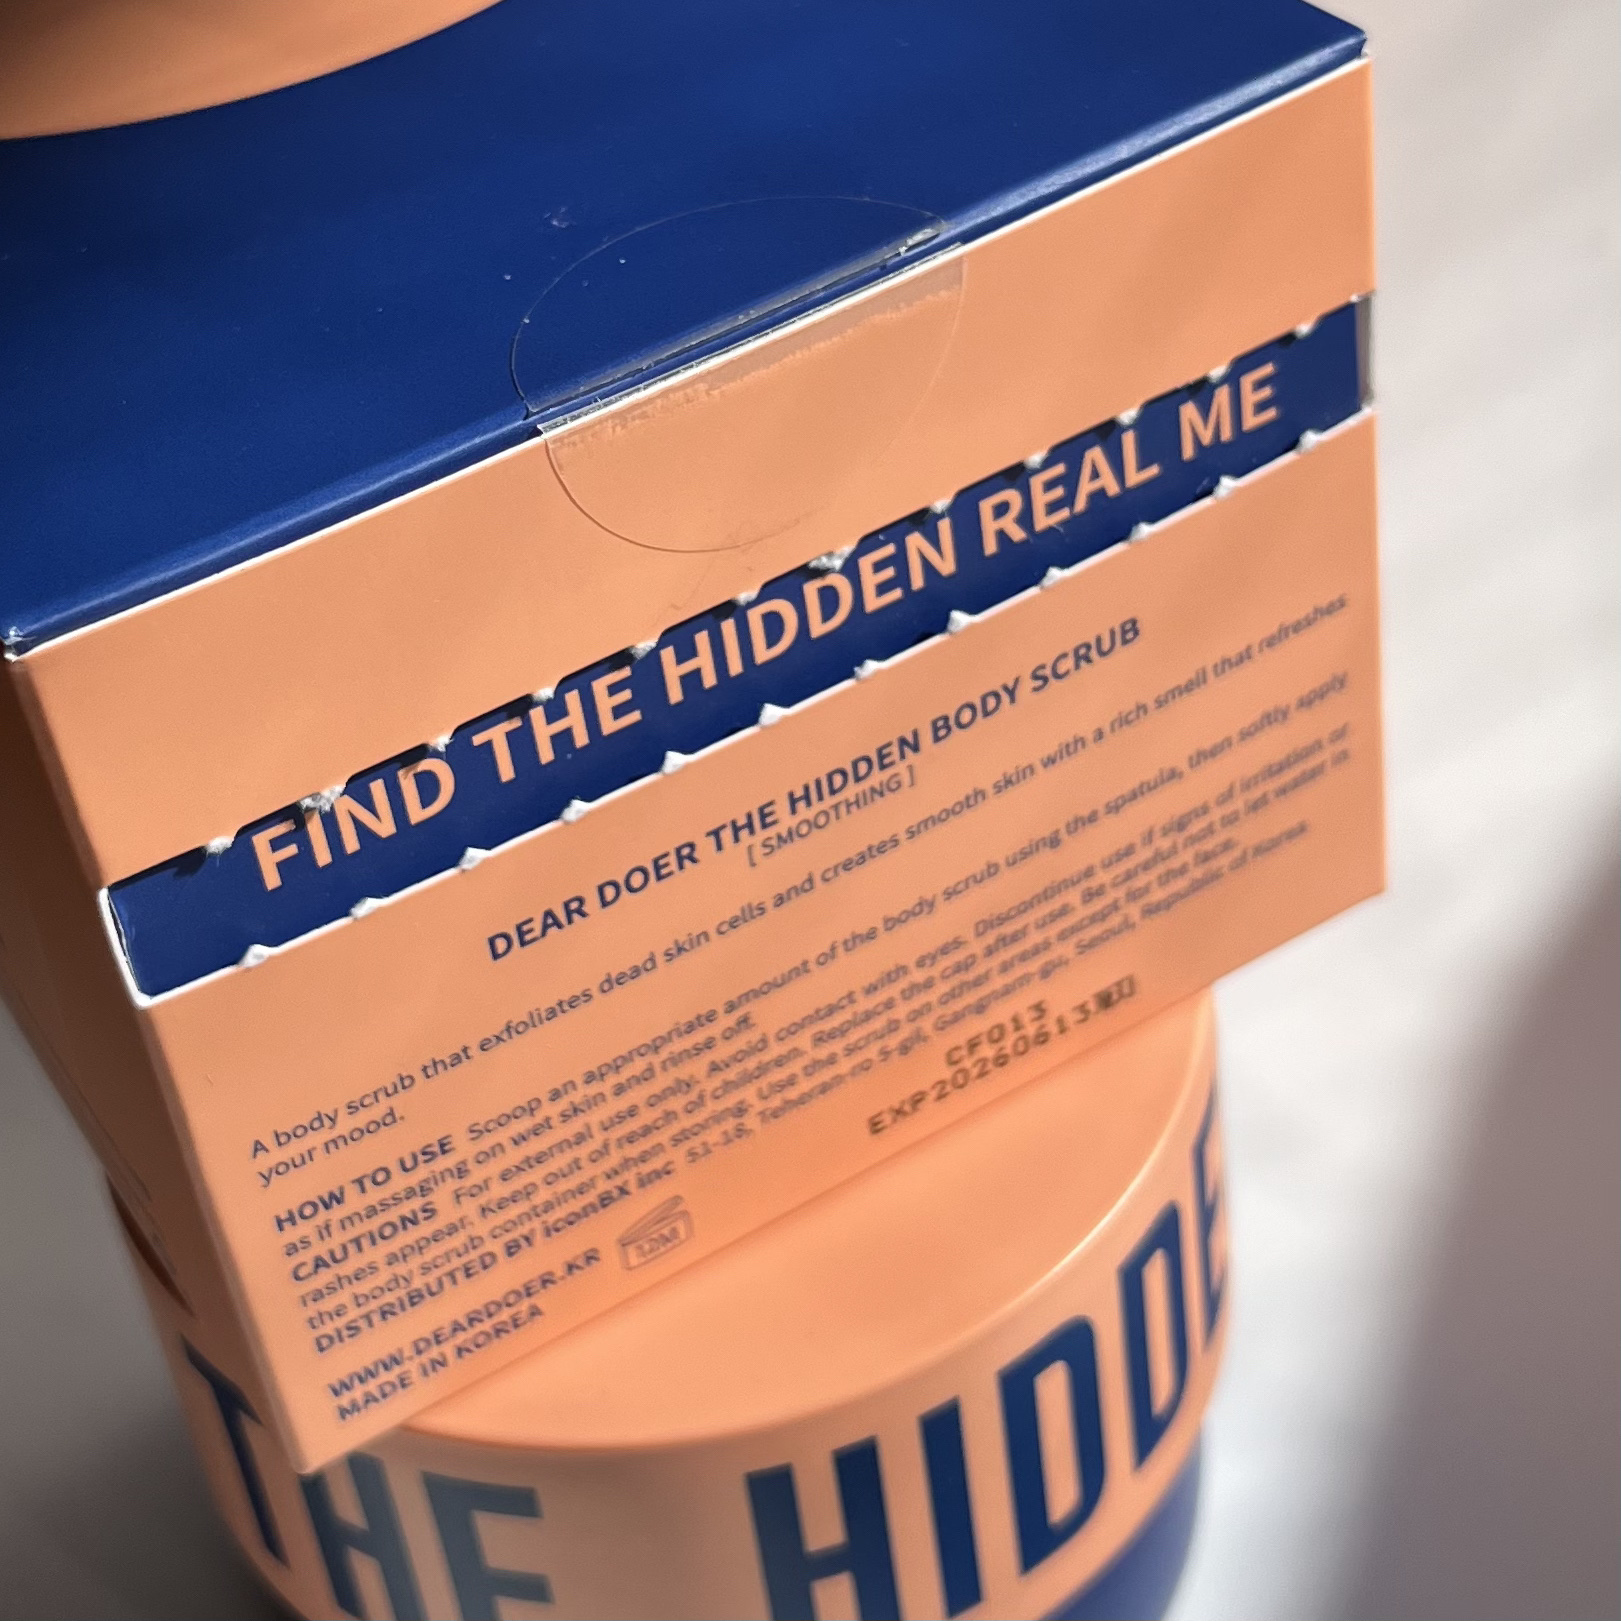 FIND THE HIDDEN REAL ME
DEAR DOER THE HIDDEN BODY SCRUB
[ SMOOTHING ]
A body scrub that exfoliates dead skin cells and creates smooth skin with a rich smell that refreshes
your mood.
HOW TO USE Scoop an appropriate amount of the body scrub using the spatula, then softly apply
as if massaging on wet skin and rinse off.
CAUTIONS For external use only. Avoid contact with eyes. Discontinue use if signs of irritation or
rashes appear. Keep out of reach of children. Replace the cap after use. Be careful not to let water in
the body scrub container when storing. Use the scrub on other areas except for the face.
DISTRIBUTED BY iconBX inc 51-18, Teheran-ro 5-gil, Gangnam-gu, Seoul, Republic of Korea
WWW.DEARDOER.KR
MADE IN KOREA
12M
CF013
EXP20260613
THE HIDDE